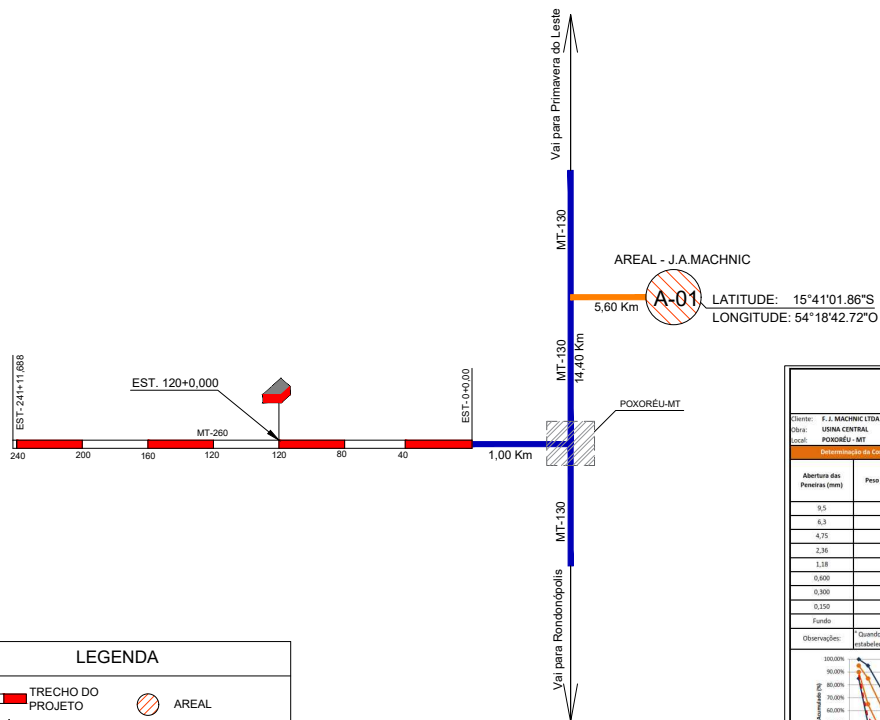 Vai para Primavera do Leste
MT-130
AREAL - J.A.MACHNIC
A-01
5,60 Km
LATITUDE: 15°41'01.86"S
LONGITUDE: 54°18'42.72"O
MT-130
14,40 Km
POXORÉU-MT
EST- 241+11,688
EST. 120+0,000
EST- 0+0,00
MT-260
240
200
160
120
120
80
40
1,00 Km
MT-130
Vai para Rondonópolis
LEGENDA
TRECHO DO
PROJETO
AREAL
Cliente: F. J. MACHNIC LTDA
Obra: USINA CENTRAL
Local: POXORÉU - MT
Determinação da
Abertura das
Peneiras (mm)
Peso
9,5
6,3
4,75
2,36
1,18
0,600
0,300
0,150
Fundo
Observações:
* Quando
100,00%
90,00%
80,00%
70,00%
60,00%